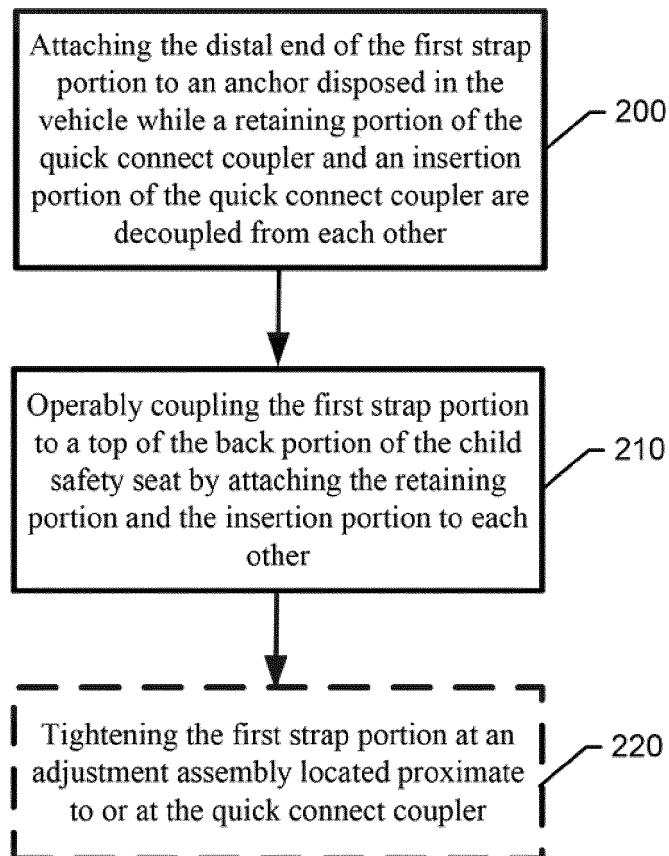 Attaching the distal end of the first strap
portion to an anchor disposed in the
vehicle while a retaining portion of the
quick connect coupler and an insertion
portion of the quick connect coupler are
decoupled from each other
200
Operably coupling the first strap portion
to a top of the back portion of the child
safety seat by attaching the retaining
portion and the insertion portion to each
other
210
Tightening the first strap portion at an
adjustment assembly located proximate
to or at the quick connect coupler
220